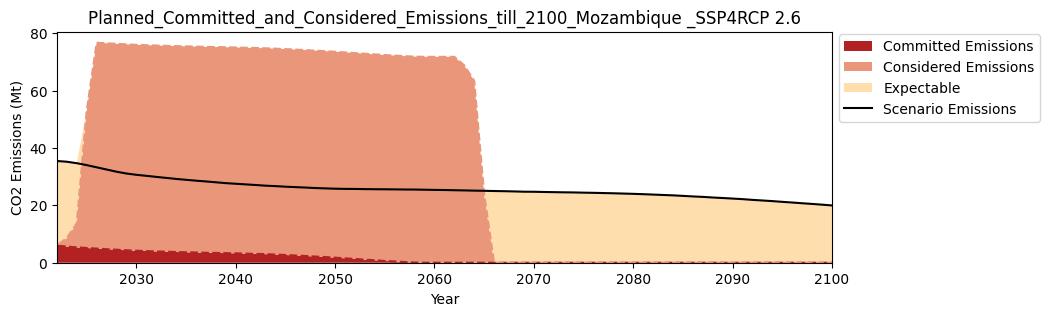 Planned_Committed_and_Considered_Emissions_till_2100_Mozambique _SSP4RCP 2.6
80
60
40
20
0
CO2 Emissions (Mt)
2030 2040 2050 2060 2070 2080 2090 2100
Year
Committed Emissions
Considered Emissions
Expectable
Scenario Emissions